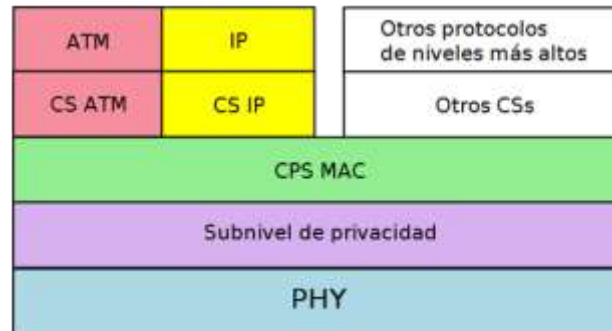 ATM
IP
Otros protocolos
de niveles más altos
CS ATM
CS IP
Otros CSs
CPS MAC
Subnivel de privacidad
PHY